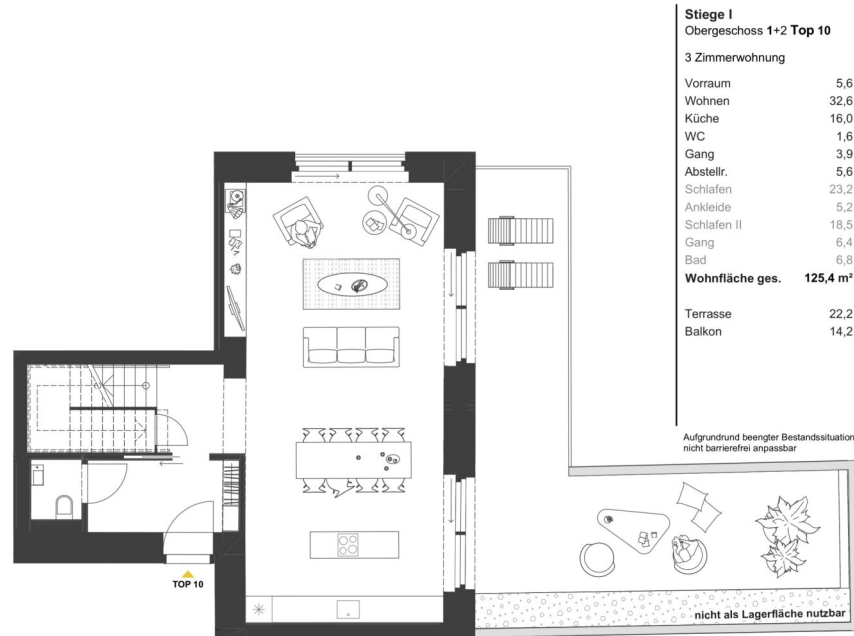 Stiege I
Obergeschoss 1+2 Top 10
3 Zimmerwohnung
Vorraum 5,6
Wohnen 32,6
Küche 16,0
WC 1,6
Gang 3,9
Abstellr. 5,6
Schlafen 23,2
Ankleide 5,2
Schlafen II 18,5
Gang 6,4
Bad 6,8
Wohnfläche ges. 125,4 m²
Terrasse 22,2
Balkon 14,2
Aufgrundrund beengter Bestandssituation
nicht barrierefrei anpassbar
TOP 10
nicht als Lagerfläche nutzbar